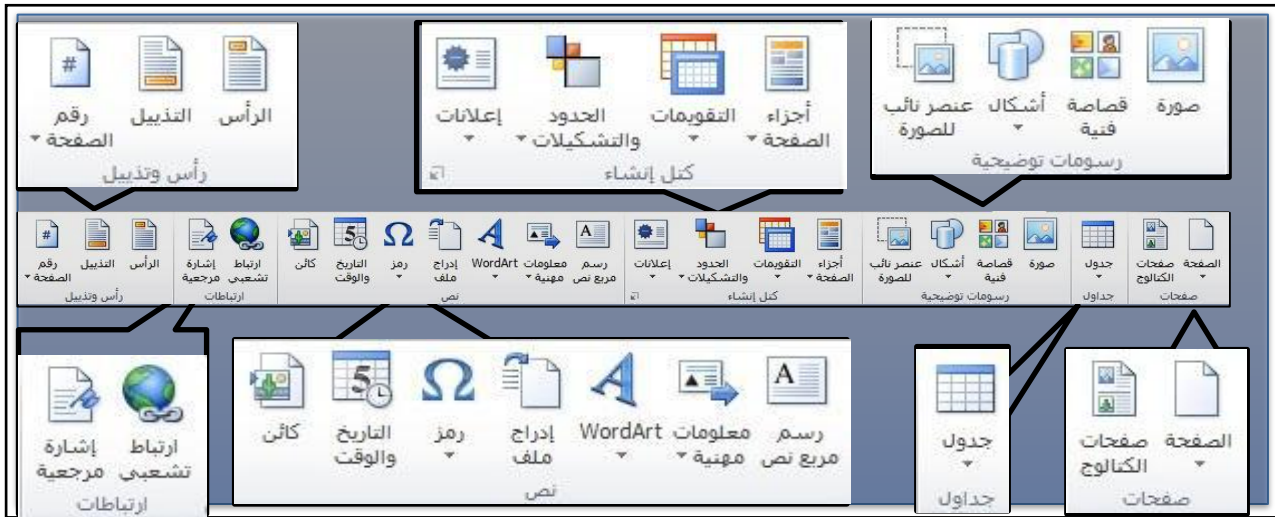 صورة
قصاصة فنية
أشكال
عنصر نائب للصورة
رسومات توضيحية
أجزاء الصفحة
التقويمات
الحدود والتشكيلات
إعلانات
كتل إنشاء
الرأس
التذييل
# رقم الصفحة
رأس وتذييل
الصفحة
صفحات الكتالوج
صفحات
جدول
جداول
صورة
قصاصة فنية
أشكال
عنصر نائب للصورة
رسومات توضيحية
أجزاء الصفحة
التقويمات
الحدود والتشكيلات
إعلانات
كتل إنشاء
A رسم مربع نص
معلومات مهنية
A WordArt
إدراج ملف
Ω رمز
5 التاريخ والوقت
كائن
نص
ارتباط تشعبي
إشارة مرجعية
ارتباطات
الرأس
التذييل
# رقم الصفحة
رأس وتذييل
الصفحة
صفحات الكتالوج
صفحات
جدول
جداول
A رسم مربع نص
معلومات مهنية
A WordArt
إدراج ملف
Ω رمز
5 التاريخ والوقت
كائن
نص
ارتباط تشعبي
إشارة مرجعية
ارتباطات